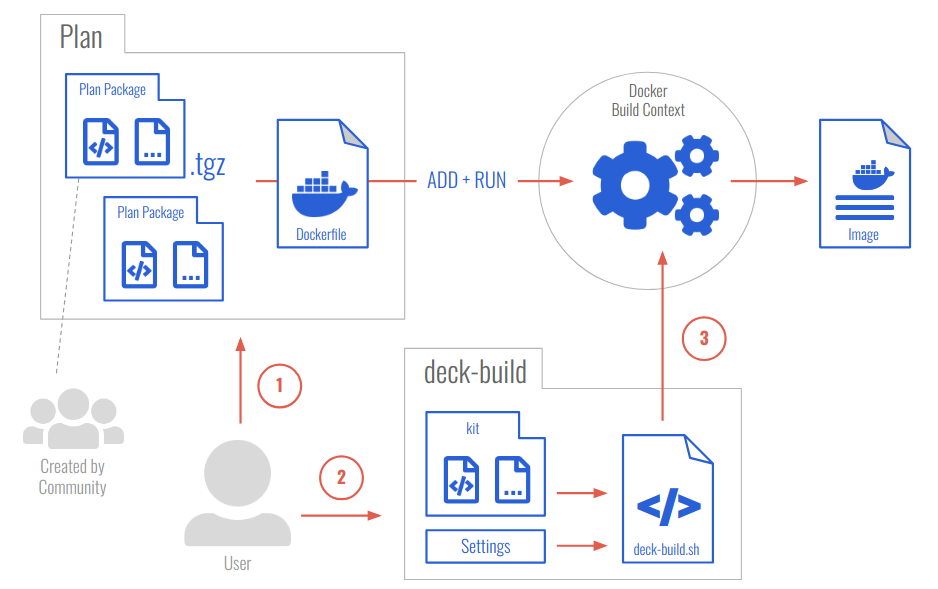 Plan
Plan Package
</>
...
.tgz
Plan Package
</>
...
Dockerfile
ADD + RUN
Docker
Build Context
Image
1
Created by
Community
User
2
3
deck-build
kit
</>
...
Settings
</>
deck-build.sh